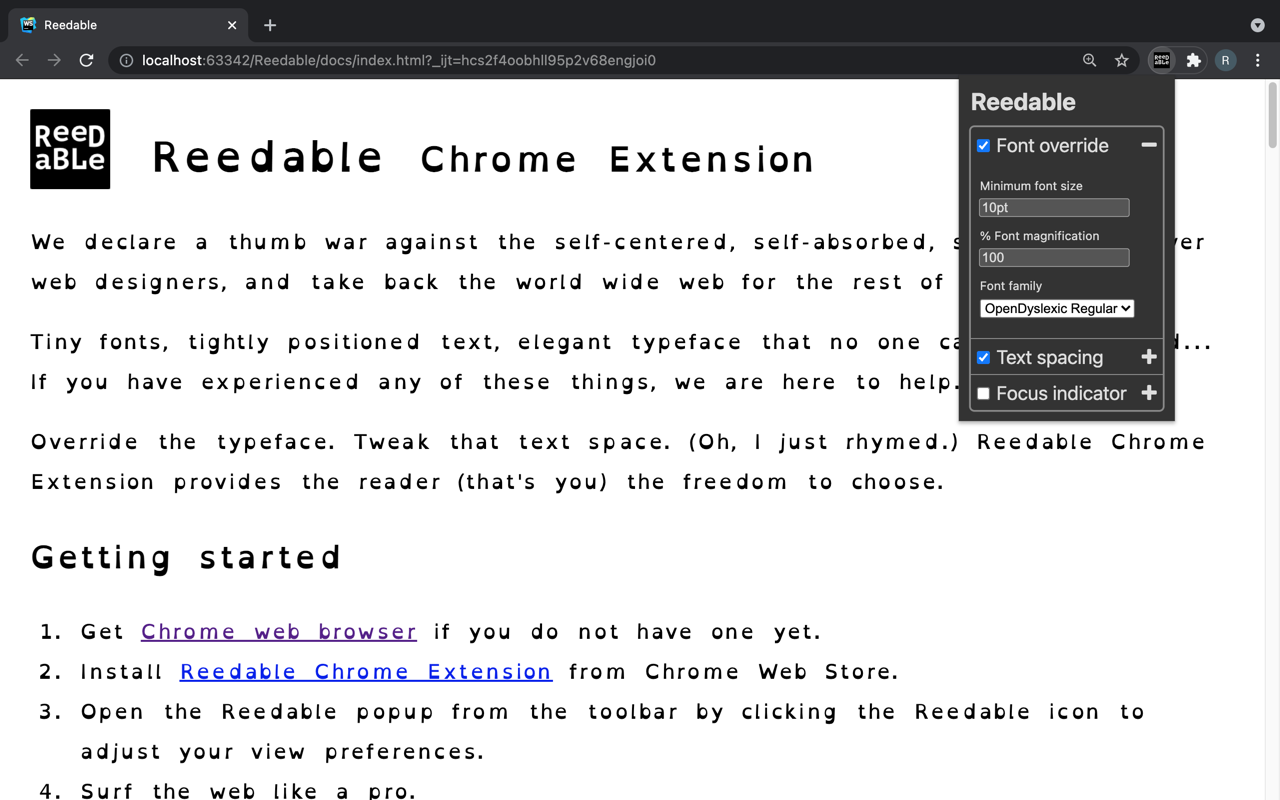 Reedable
localhost:63342/Reedable/docs/index.html?_ijt=hcs2f4oobhll95p2v68engjoi0
REEDABLE
R
ReeD
aBLe
Reedable Chrome Extension
We declare a thumb war against the self-centered, self-absorbed,
web designers, and take back the world wide web for the rest of
Tiny fonts, tightly positioned text, elegant typeface that no one
If you have experienced any of these things, we are here to help.
Override the typeface. Tweak that text space. (Oh, I just rhymed.) Reedable Chrome
Extension provides the reader (that's you) the freedom to choose.
Getting started
1. Get Chrome web browser if you do not have one yet.
2. Install Reedable Chrome Extension from Chrome Web Store.
3. Open the Reedable popup from the toolbar by clicking the Reedable icon to
adjust your view preferences.
4. Surf the web like a pro.
Reedable
Font override
Minimum font size
10pt
% Font magnification
100
Font family
OpenDyslexic Regular
Text spacing
Focus indicator